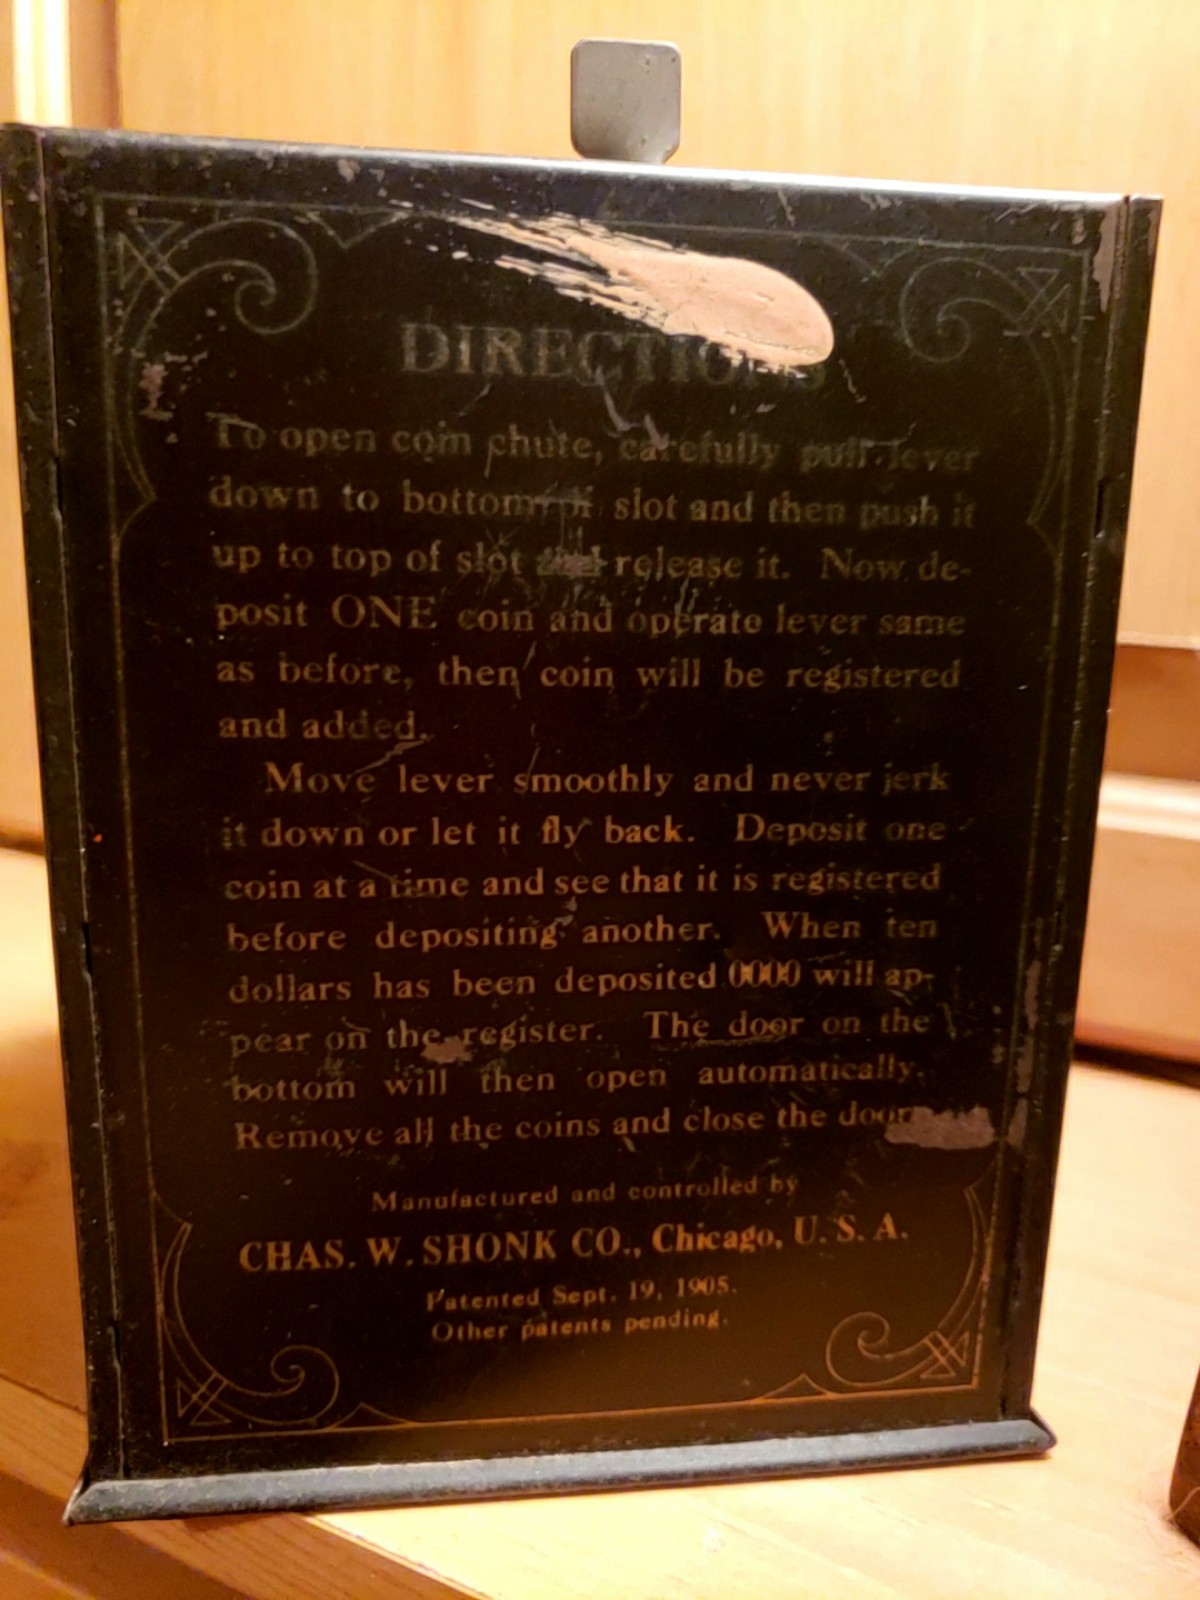 DIRECTIONS
To open coin chute, carefully pull lever
down to bottom of slot and then push it
up to top of slot and release it. Now de-
posit ONE coin and operate lever same
as before, then coin will be registered
and added.
Move lever smoothly and never jerk
it down or let it fly back. Deposit one
coin at a time and see that it is registered
before depositing another. When ten
dollars has been deposited 0000 will ap-
pear on the register. The door on the
bottom will then open automatically.
Remove all the coins and close the door
Manufactured and controlled by
CHAS. W. SHONK CO., Chicago, U. S. A.
Patented Sept. 19, 1905.
Other patents pending.